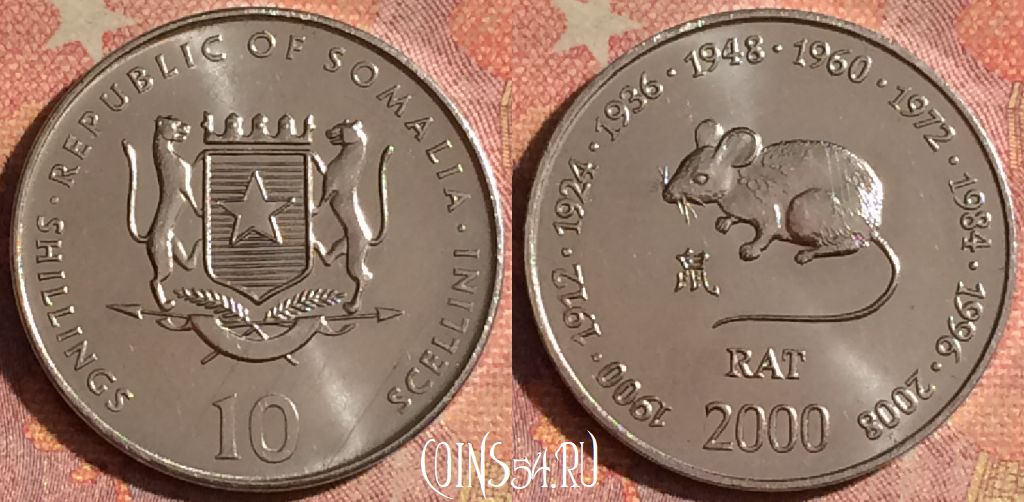 SHILLINGS · REPUBLIC OF SOMALIA · SCELLINI
10
1900 · 1912 · 1924 · 1936 · 1948 · 1960 · 1972 · 1984 · 1996 · 2008
鼠
RAT
2000
COINS54.RU